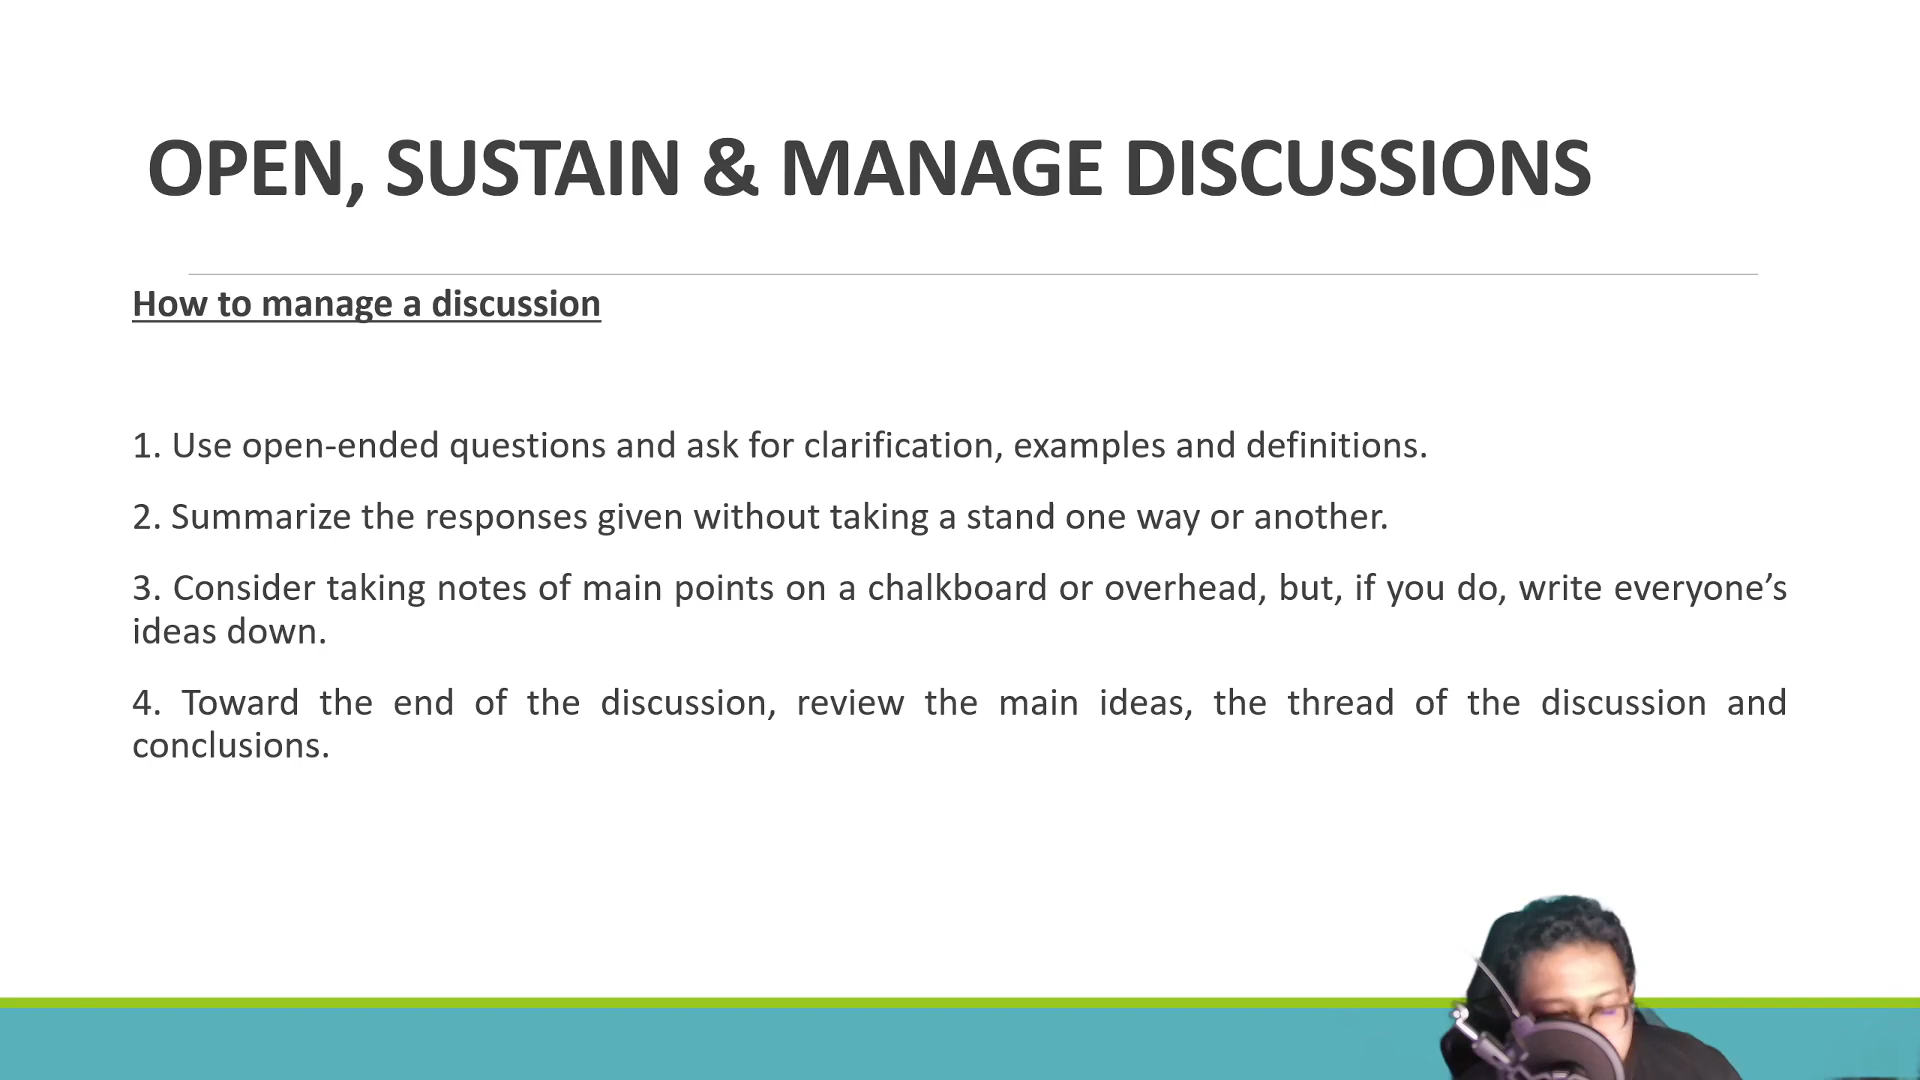 OPEN, SUSTAIN & MANAGE DISCUSSIONS
How to manage a discussion
1. Use open-ended questions and ask for clarification, examples and definitions.
2. Summarize the responses given without taking a stand one way or another.
3. Consider taking notes of main points on a chalkboard or overhead, but, if you do, write everyone’s
ideas down.
4. Toward the end of the discussion, review the main ideas, the thread of the discussion and
conclusions.